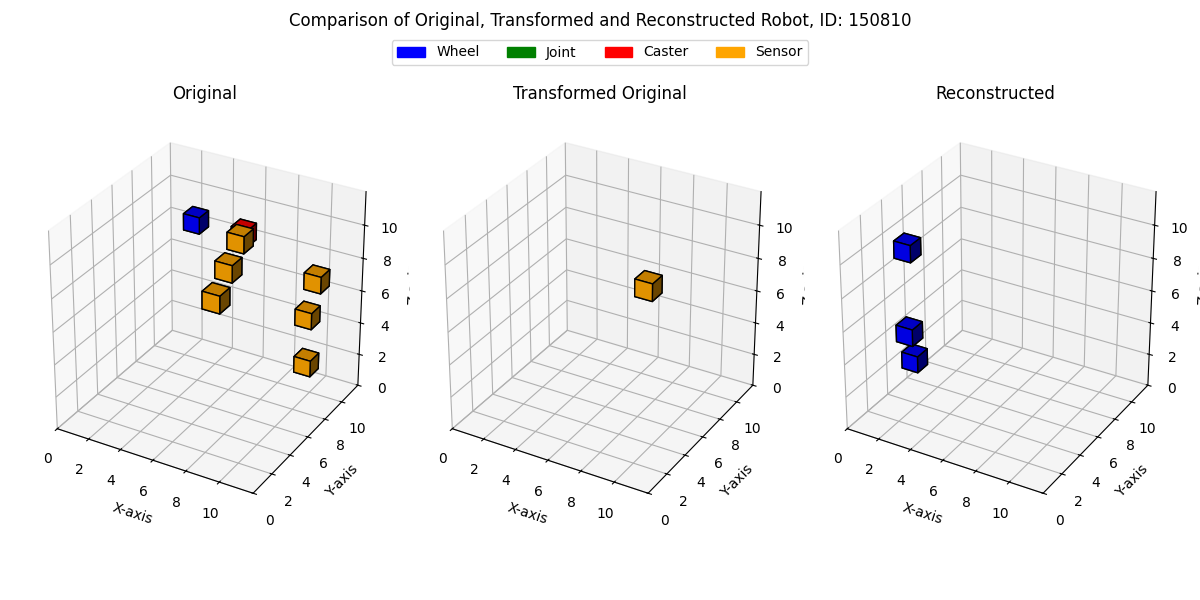 Comparison of Original, Transformed and Reconstructed Robot, ID: 150810
Wheel Joint Caster Sensor
Original Transformed Original Reconstructed
10 10 10
8 8 8
6 6 6
4 4 4
2 2 2
0 0 0
0 2 4 6 8 10 0 2 4 6 8 10 0 2 4 6 8 10
0 2 4 6 8 10 0 2 4 6 8 10 0 2 4 6 8 10
X-axis Y-axis X-axis Y-axis X-axis Y-axis